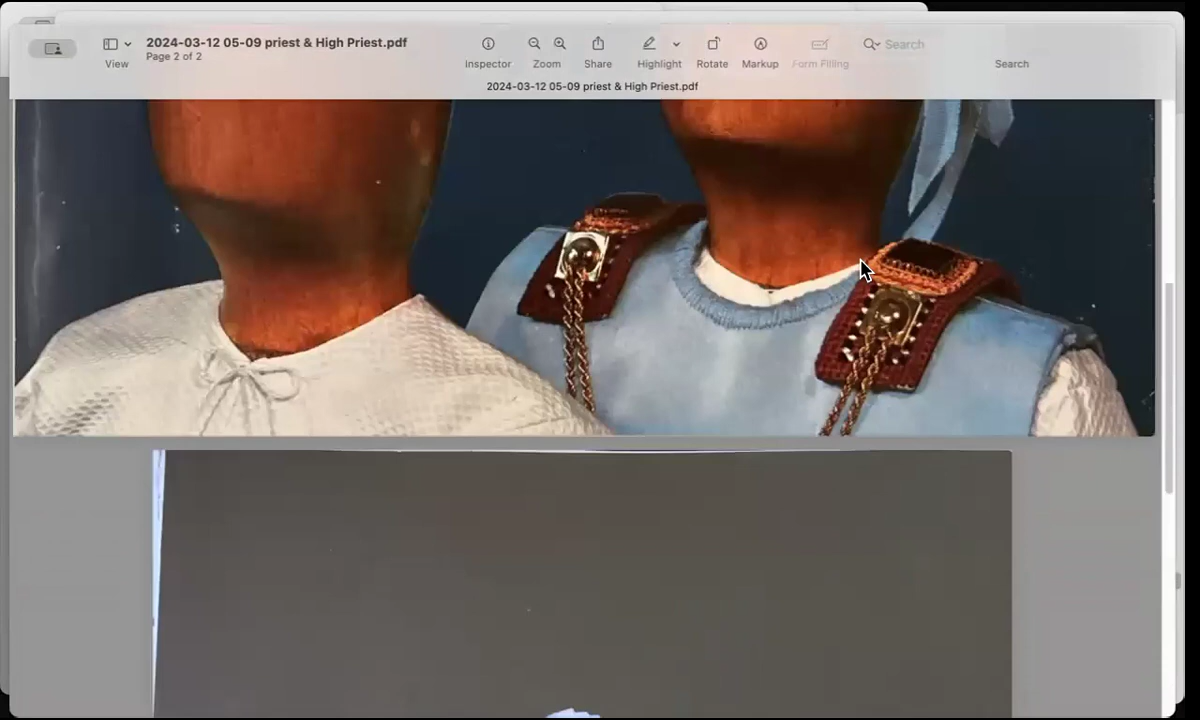 2024-03-12 05-09 priest & High Priest.pdf
Page 2 of 2
View
Inspector
Zoom
Share
Highlight
Rotate
Markup
Form Filling
Search
Search
2024-03-12 05-09 priest & High Priest.pdf